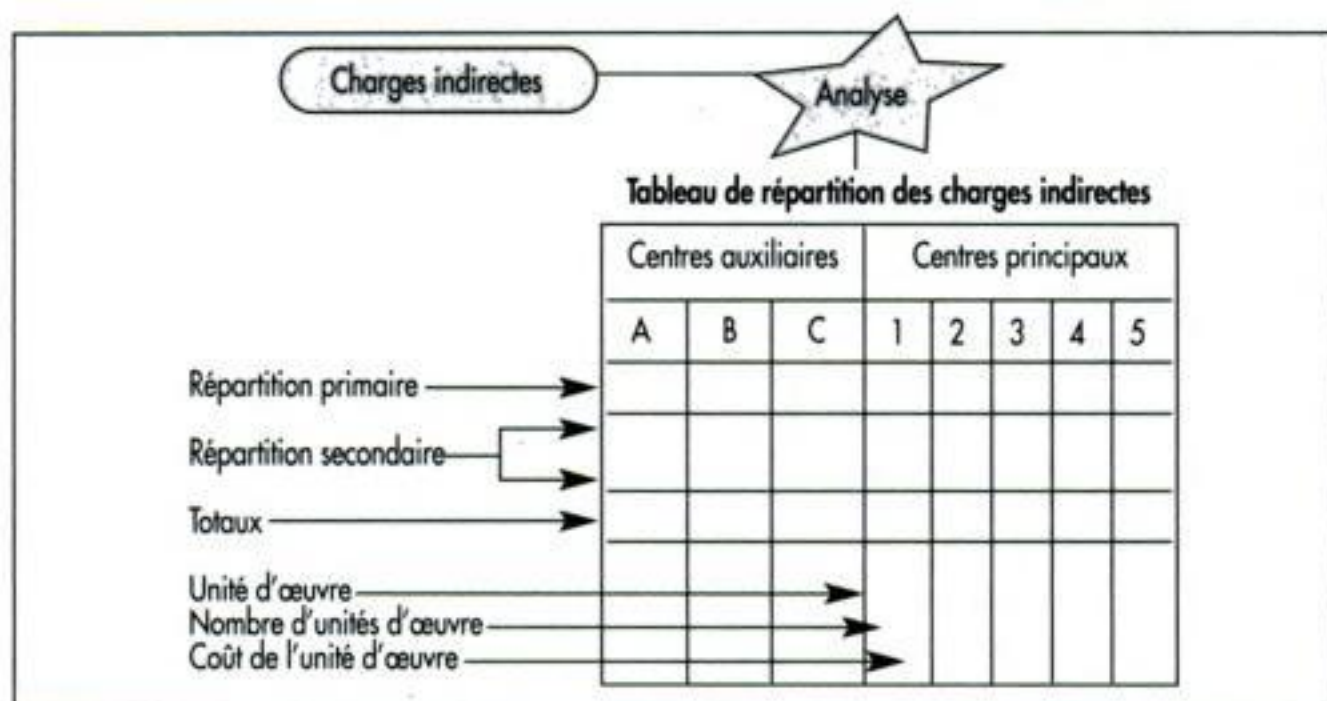 Charges indirectes
Analyse
Tableau de répartition des charges indirectes
Centres auxiliaires Centres principaux
A B C 1 2 3 4 5
Répartition primaire
Répartition secondaire
Totaux
Unité d'œuvre
Nombre d'unités d'œuvre
Coût de l'unité d'œuvre